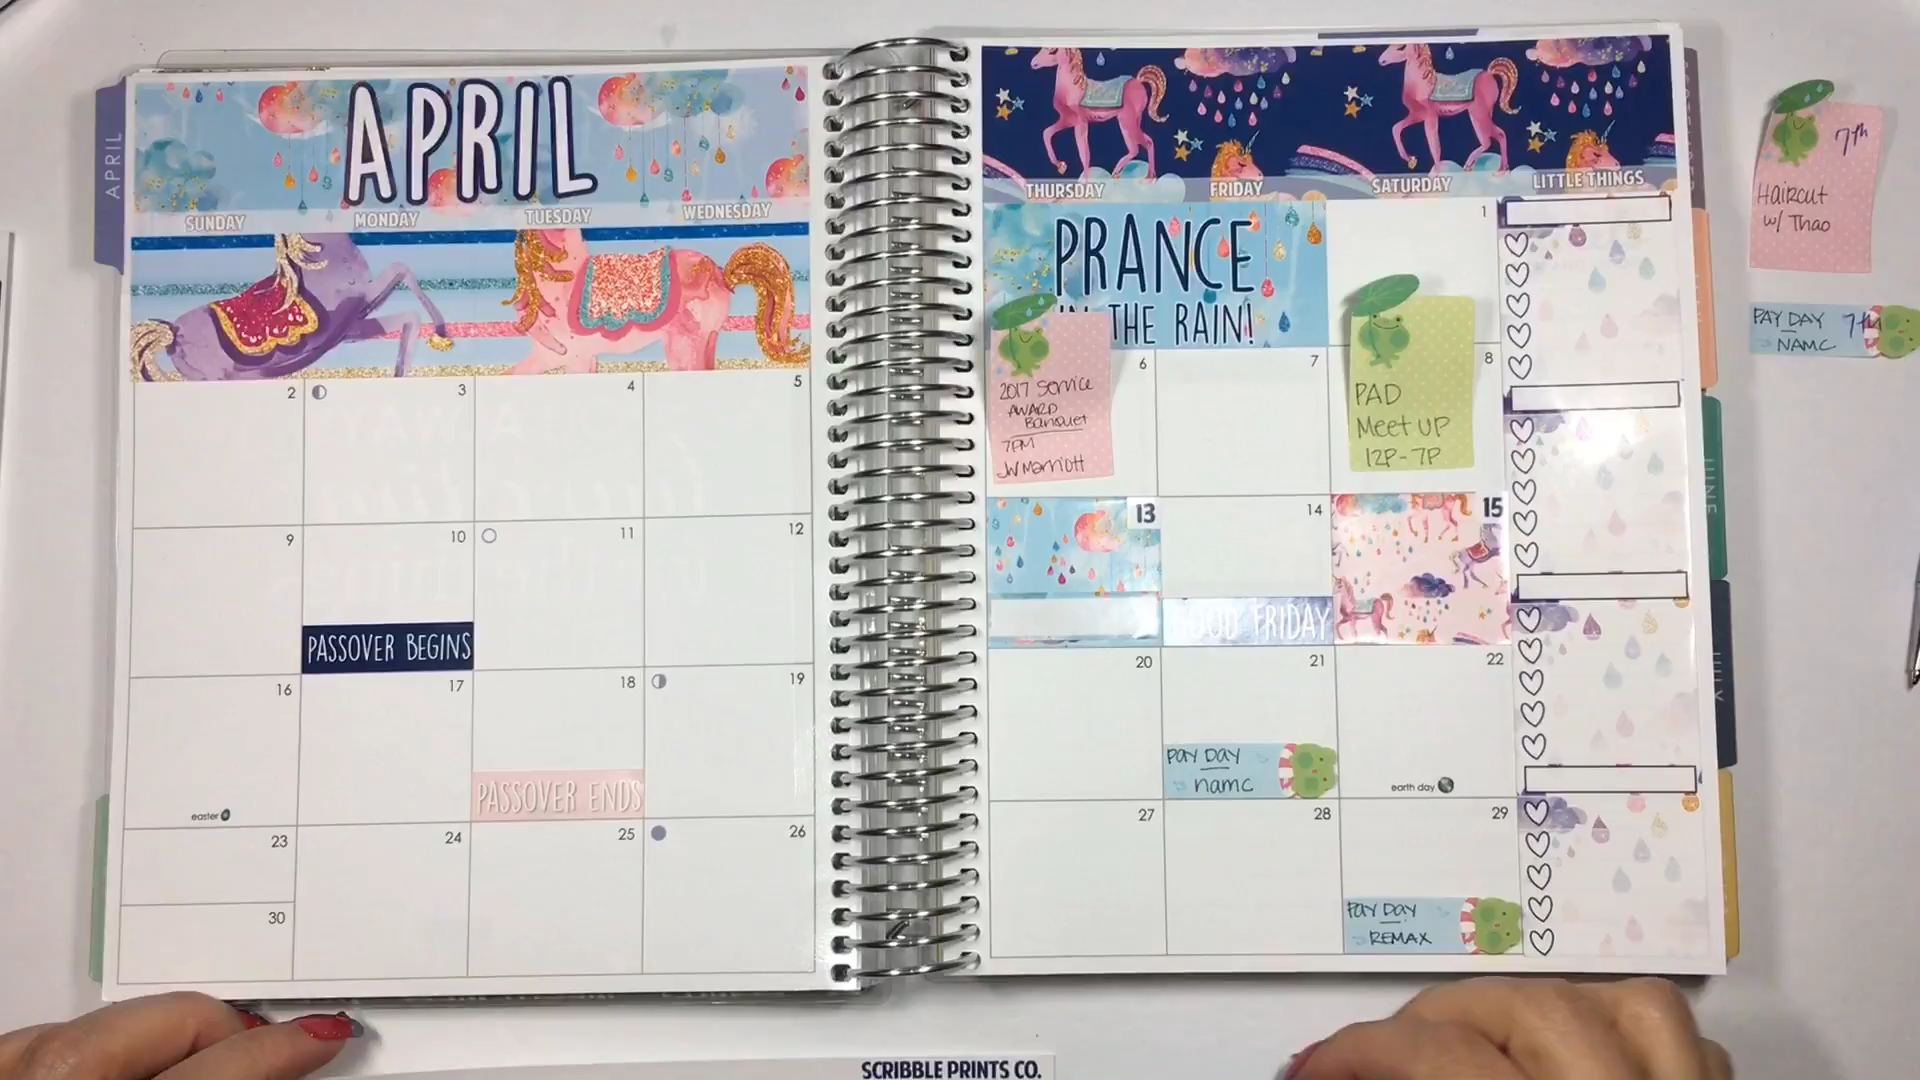 APRIL
APRIL
SUNDAY MONDAY TUESDAY WEDNESDAY
2 3 4 5
9 10 11 12
PASSOVER BEGINS
16 17 18 19
easter
PASSOVER ENDS
23 24 25 26
30
THURSDAY FRIDAY SATURDAY LITTLE THINGS
PRANCE
IN THE RAIN!
1
6 7 8
2017 Service
AWARD
Banquet
7PM
JW Marriott
PAD
Meet UP
12P-7P
13 14 15
GOOD FRIDAY
20 21 22
PAY DAY
namc
earth day
27 28 29
PAY DAY
REMAX
7th
Haircut
w/ Thao
PAY DAY 7th
NAMC
JUNE
JULY
SCRIBBLE PRINTS CO.